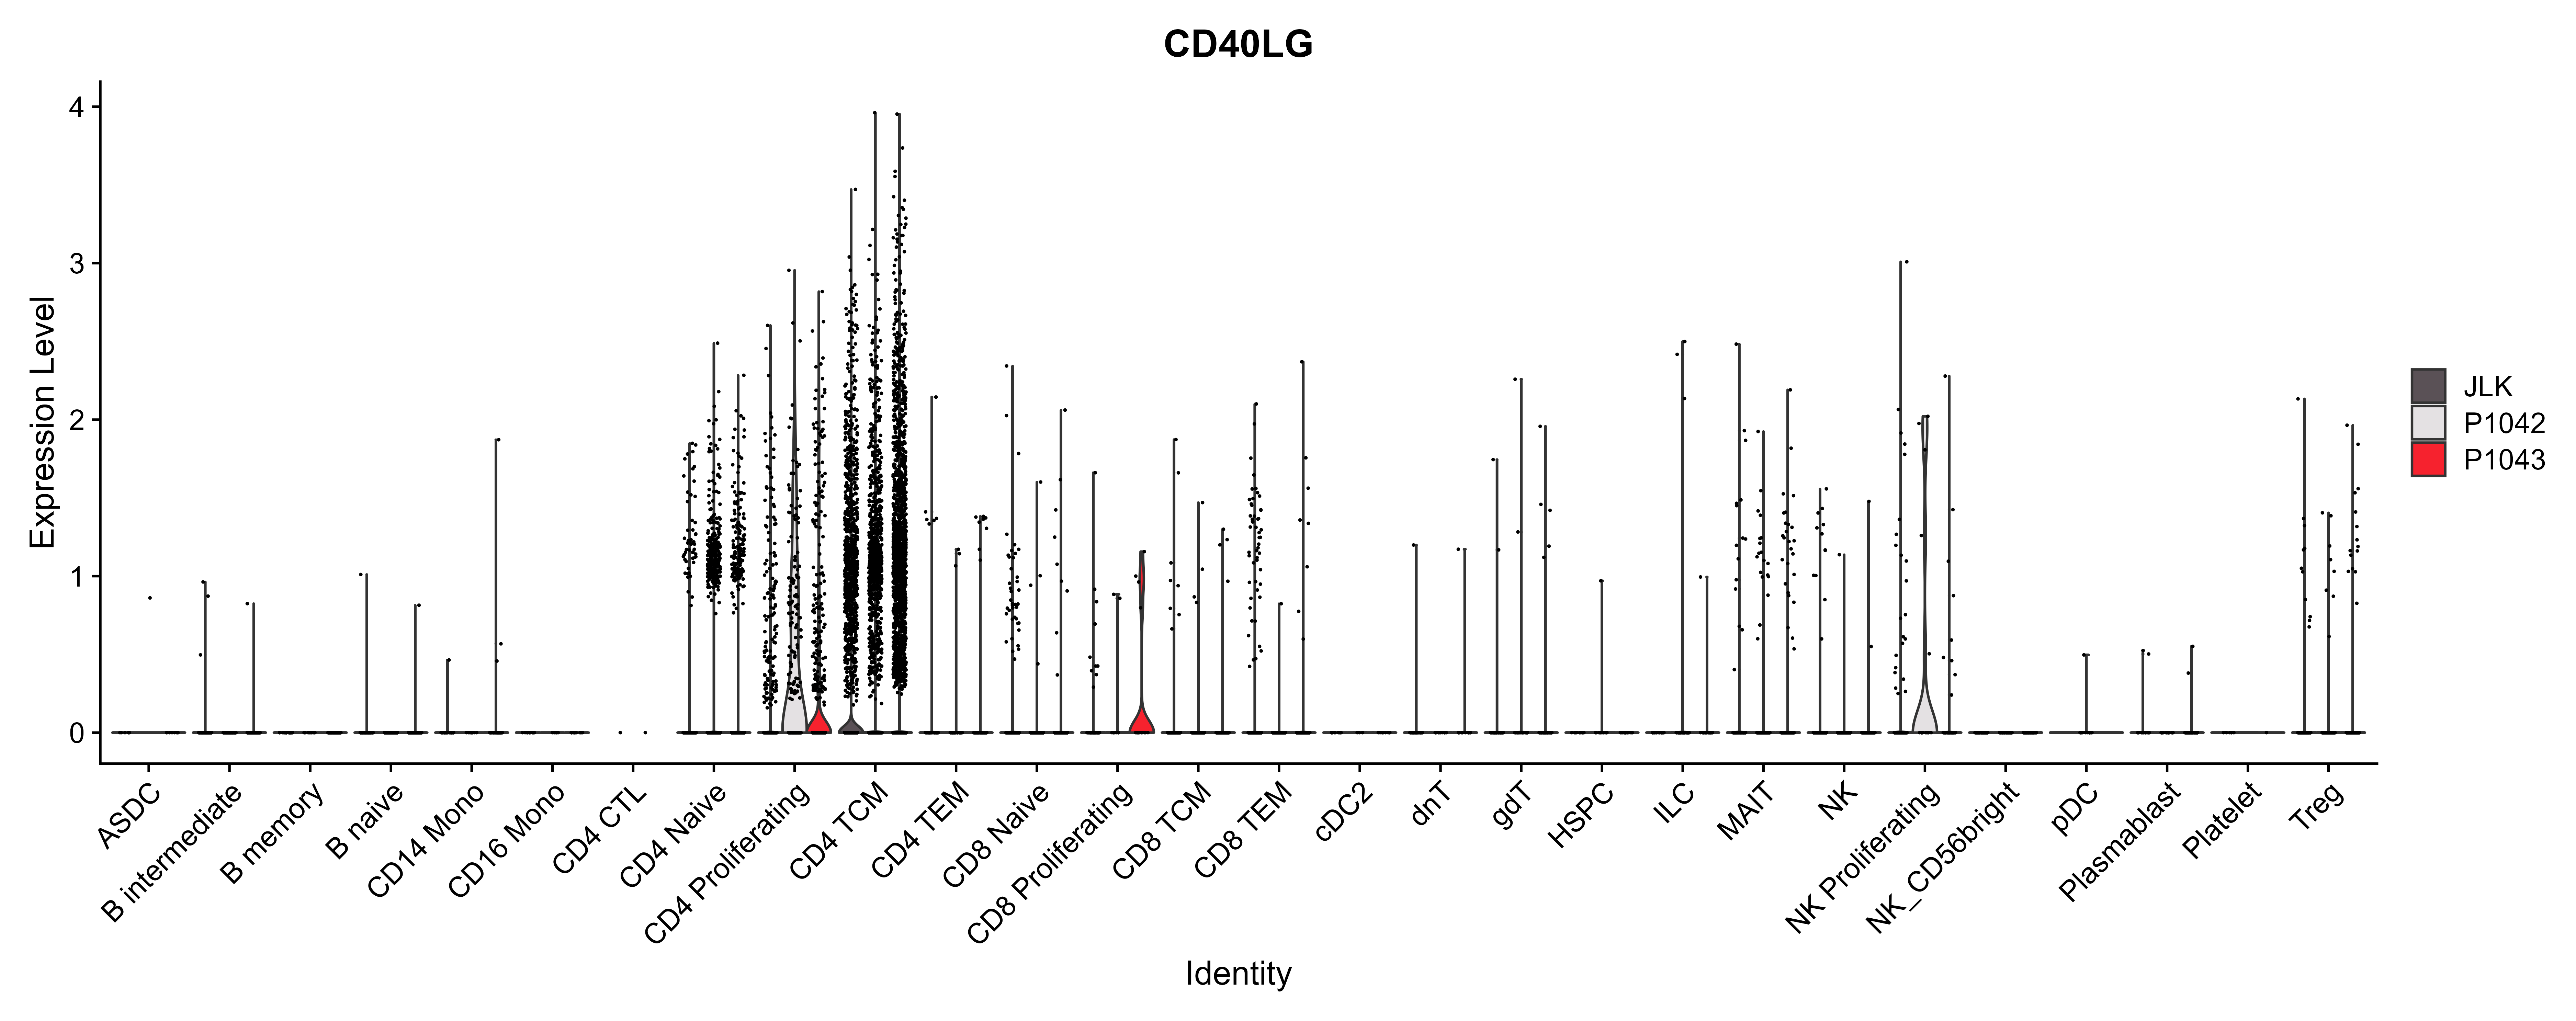 CD40LG
Expression Level
4
3
2
1
0
ASDC
B intermediate
B memory
B naive
CD14 Mono
CD16 Mono
CD4 CTL
CD4 Naive
CD4 Proliferating
CD4 TCM
CD4 TEM
CD8 Naive
CD8 Proliferating
CD8 TCM
CD8 TEM
cDC2
dnT
gdT
HSPC
ILC
MAIT
NK
NK Proliferating
NK_CD56bright
pDC
Plasmablast
Platelet
Treg
Identity
JLK
P1042
P1043